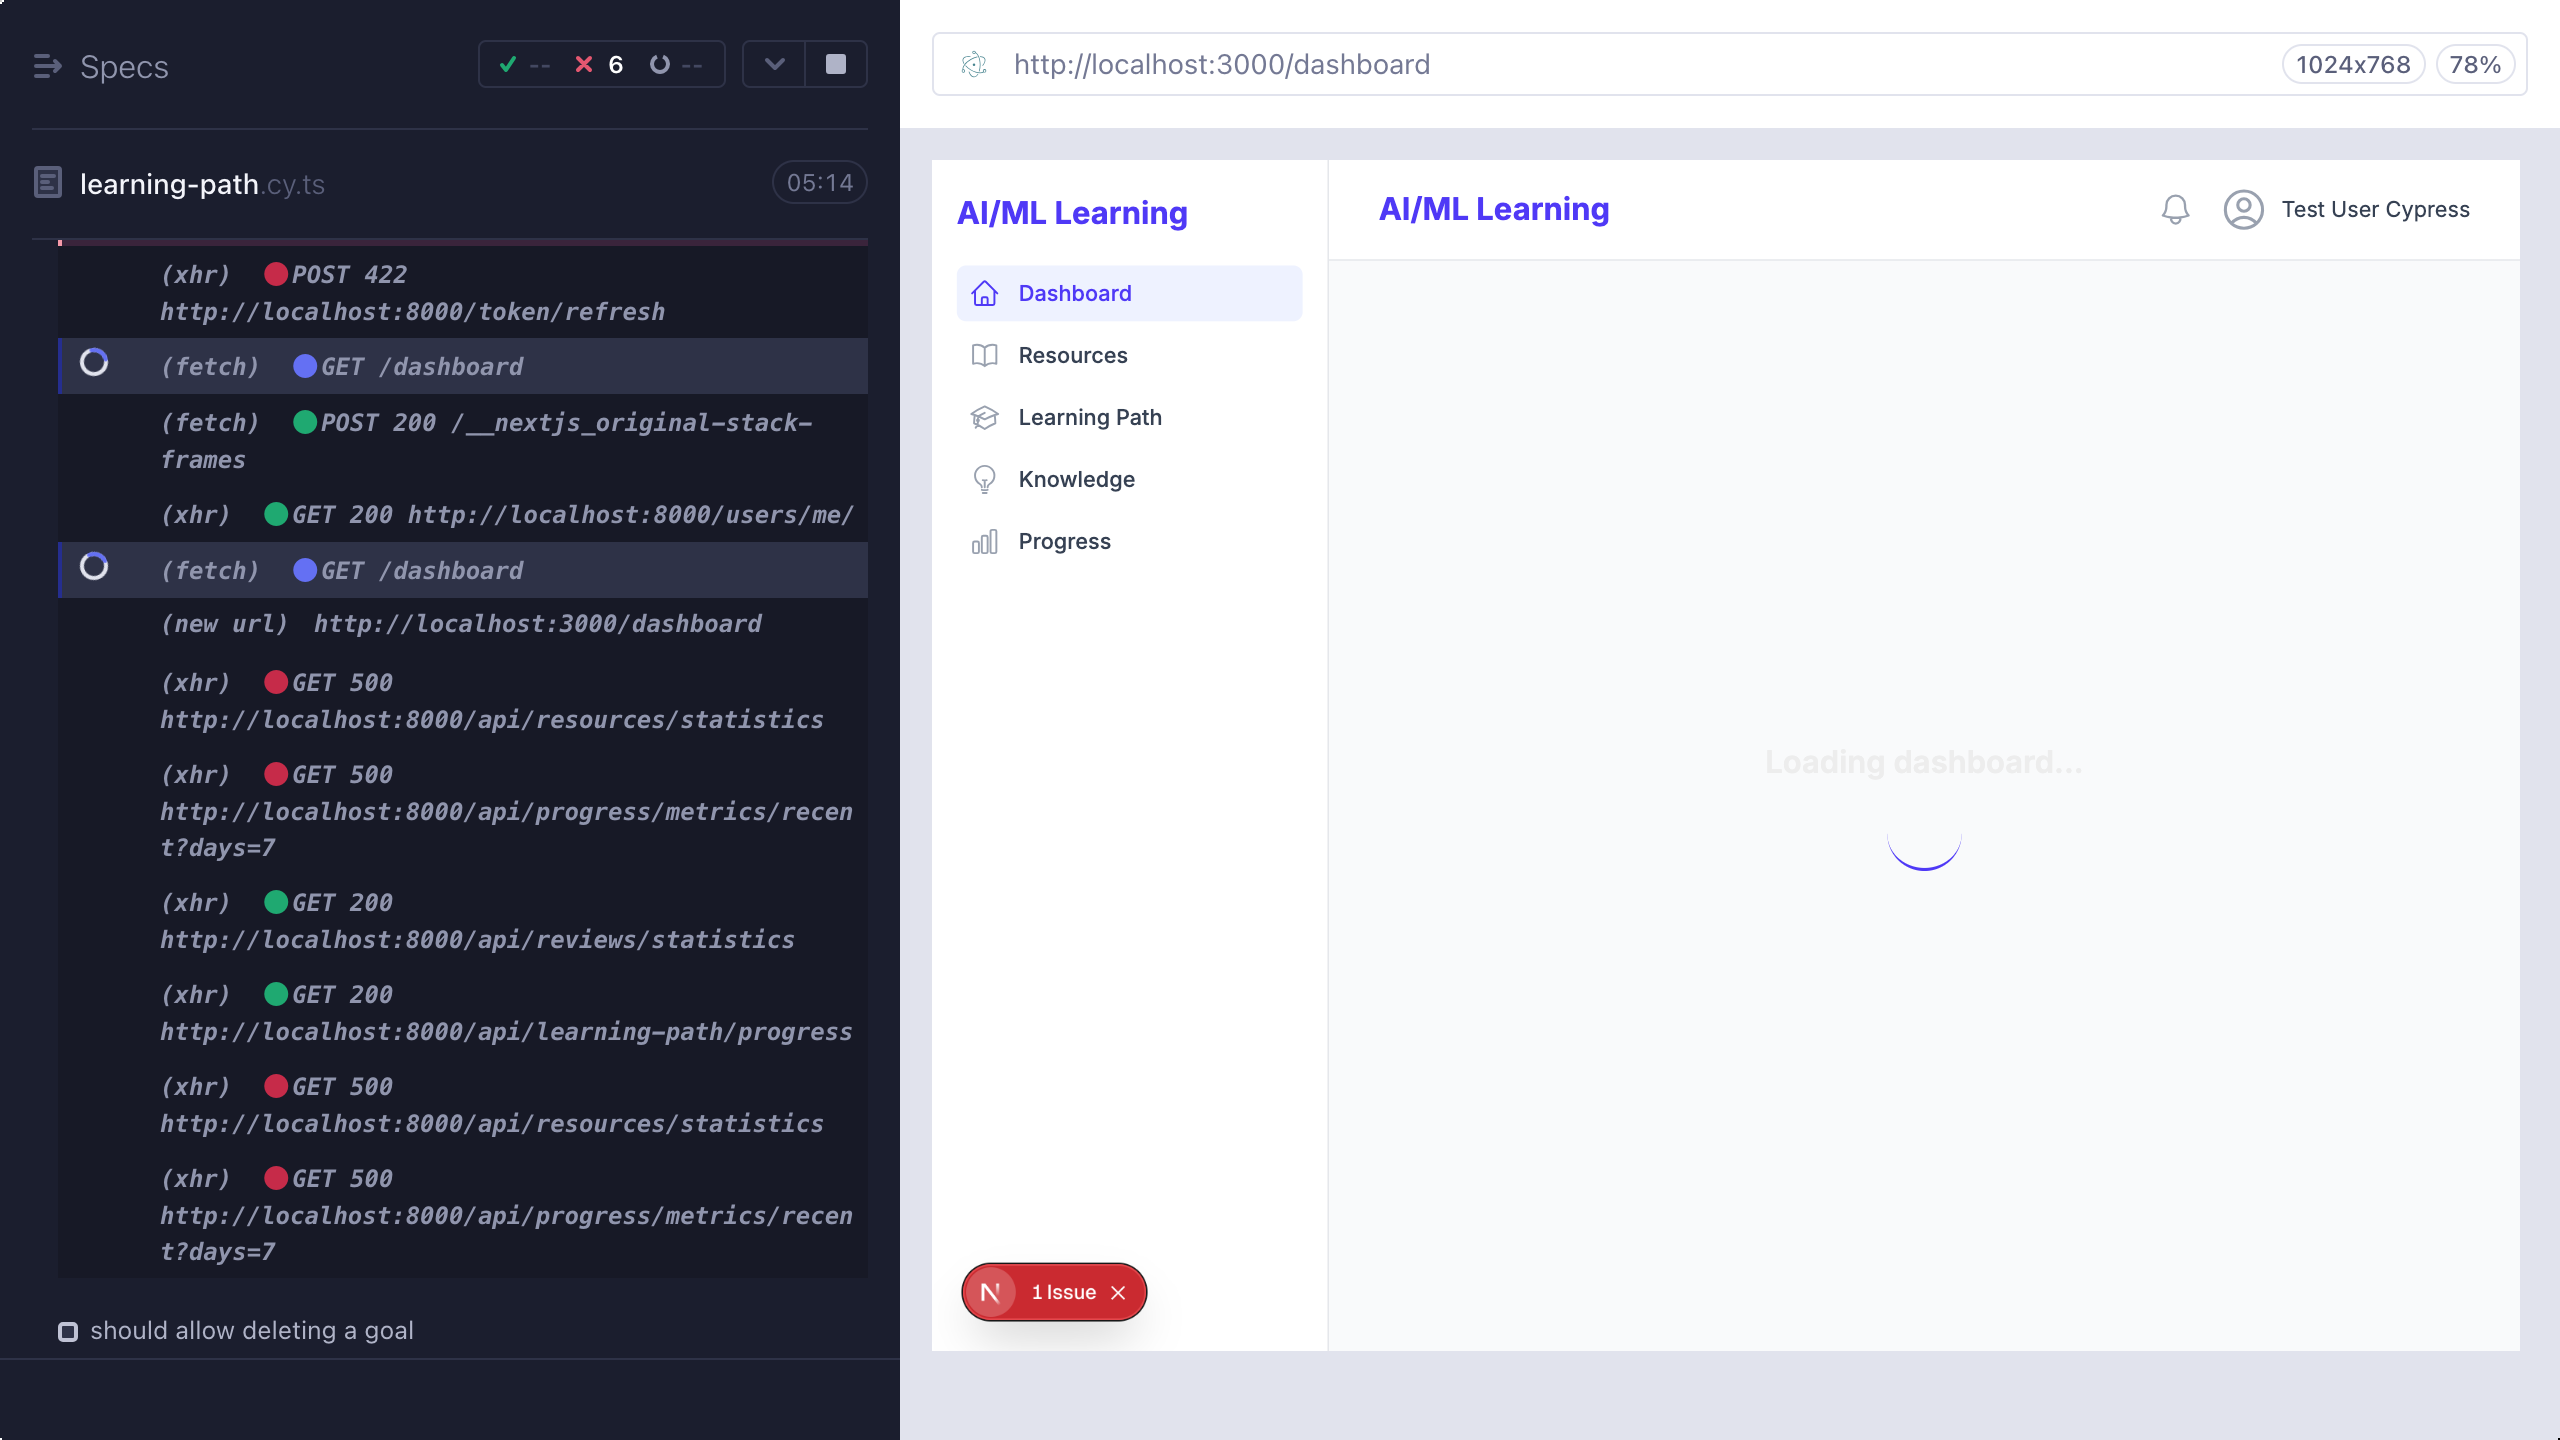 Specs
-- 6 --
learning-path.cy.ts
05:14
(xhr) POST 422
http://localhost:8000/token/refresh
(fetch) GET /dashboard
(fetch) POST 200 /__nextjs_original-stack-
frames
(xhr) GET 200 http://localhost:8000/users/me/
(fetch) GET /dashboard
(new url) http://localhost:3000/dashboard
(xhr) GET 500
http://localhost:8000/api/resources/statistics
(xhr) GET 500
http://localhost:8000/api/progress/metrics/recen
t?days=7
(xhr) GET 200
http://localhost:8000/api/reviews/statistics
(xhr) GET 200
http://localhost:8000/api/learning-path/progress
(xhr) GET 500
http://localhost:8000/api/resources/statistics
(xhr) GET 500
http://localhost:8000/api/progress/metrics/recen
t?days=7
should allow deleting a goal
http://localhost:3000/dashboard
1024x768
78%
AI/ML Learning
Dashboard
Resources
Learning Path
Knowledge
Progress
N 1 Issue
AI/ML Learning
Test User Cypress
Loading dashboard...